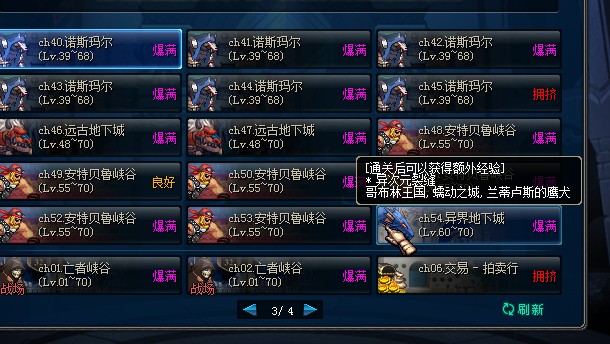 ch40.诺斯玛尔
(Lv.39~68)
爆满
ch41.诺斯玛尔
(Lv.39~68)
爆满
ch42.诺斯玛尔
(Lv.39~68)
爆满
ch43.诺斯玛尔
(Lv.39~68)
爆满
ch44.诺斯玛尔
(Lv.39~68)
爆满
ch45.诺斯玛尔
(Lv.39~68)
拥挤
ch46.远古地下城
(Lv.48~70)
爆满
ch47.远古地下城
(Lv.48~70)
爆满
ch48.安特贝鲁峡谷
(Lv.55~70)
爆满
ch49.安特贝鲁峡谷
(Lv.55~70)
良好
ch50.安特贝鲁峡谷
(Lv.55~70)
[通关后可以获得额外经验]
* 异次元裂缝
哥布林王国, 蠕动之城, 兰蒂卢斯的鹰犬
ch52.安特贝鲁峡谷
(Lv.55~70)
爆满
ch53.安特贝鲁峡谷
(Lv.55~70)
爆满
ch54.异界地下城
(Lv.60~70)
爆满
ch01.亡者峡谷
(Lv.01~70)
爆满
战场
ch02.亡者峡谷
(Lv.01~70)
爆满
战场
ch06.交易 - 拍卖行
拥挤
3/ 4
刷新